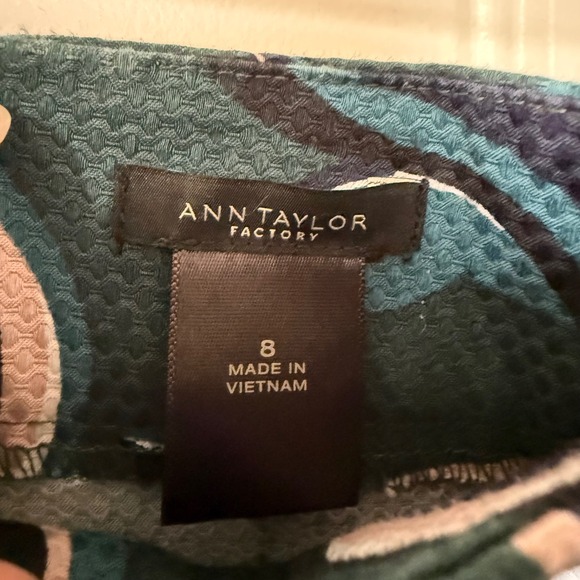 ANN TAYLOR
FACTORY
8
MADE IN
VIETNAM